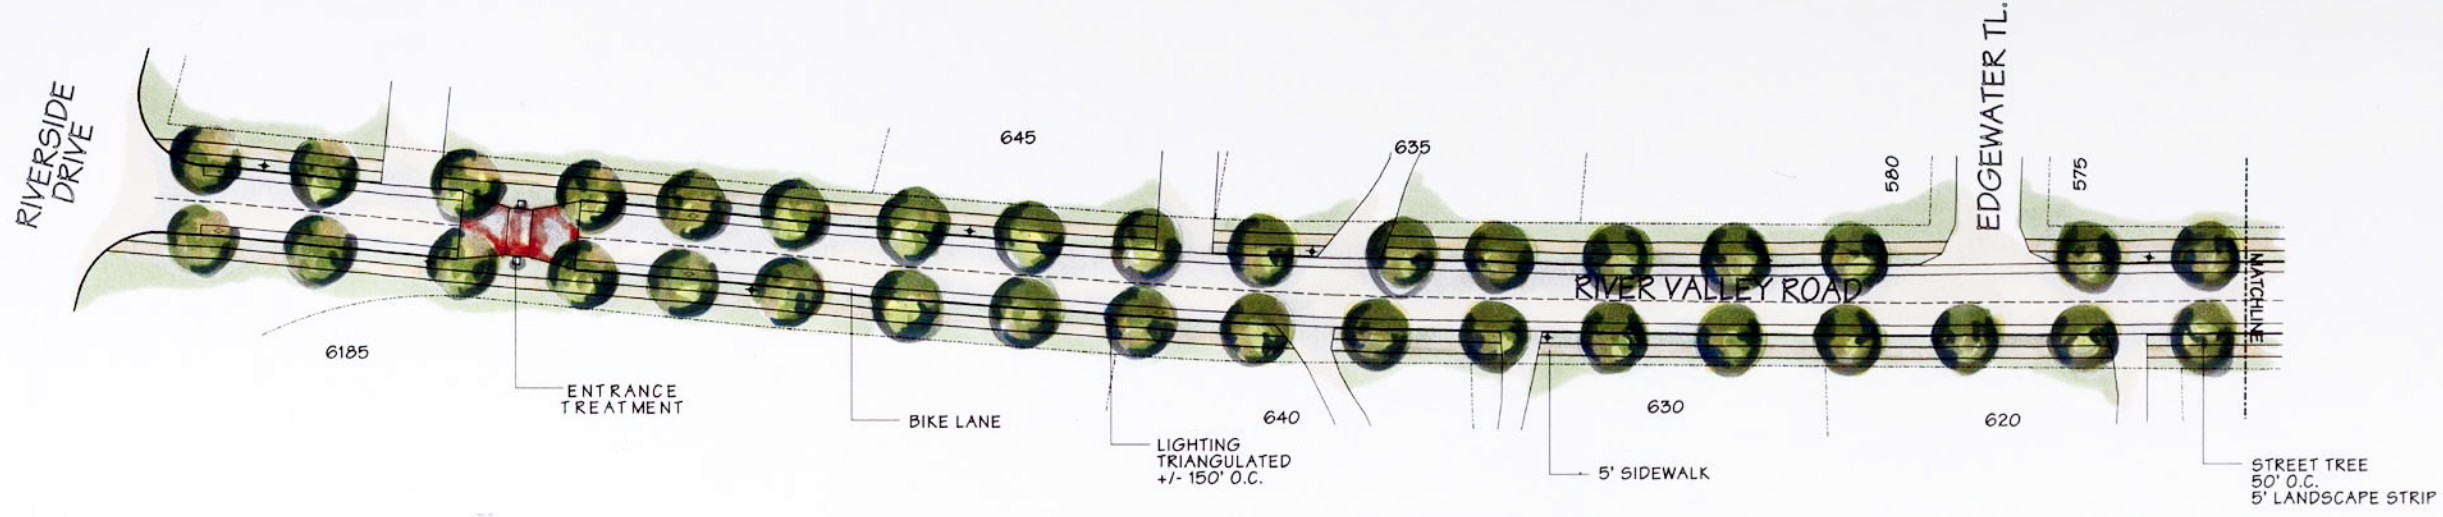 RIVERSIDE
DRIVE
645
635
580
EDGEWATER TL.
575
RIVER VALLEY ROAD
MATCHLINE
6185
ENTRANCE
TREATMENT
BIKE LANE
640
LIGHTING
TRIANGULATED
+/- 150' O.C.
5' SIDEWALK
630
620
STREET TREE
50' O.C.
5' LANDSCAPE STRIP